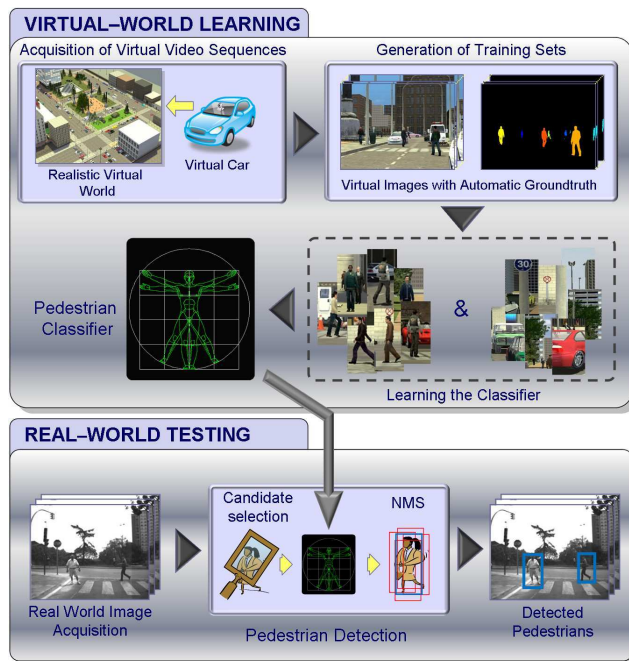 VIRTUAL–WORLD LEARNING
Acquisition of Virtual Video Sequences
Generation of Training Sets
Realistic Virtual
World
Virtual Car
Virtual Images with Automatic Groundtruth
Pedestrian
Classifier
30
&
Learning the Classifier
REAL–WORLD TESTING
Candidate
selection
NMS
Real World Image
Acquisition
Pedestrian Detection
Detected
Pedestrians